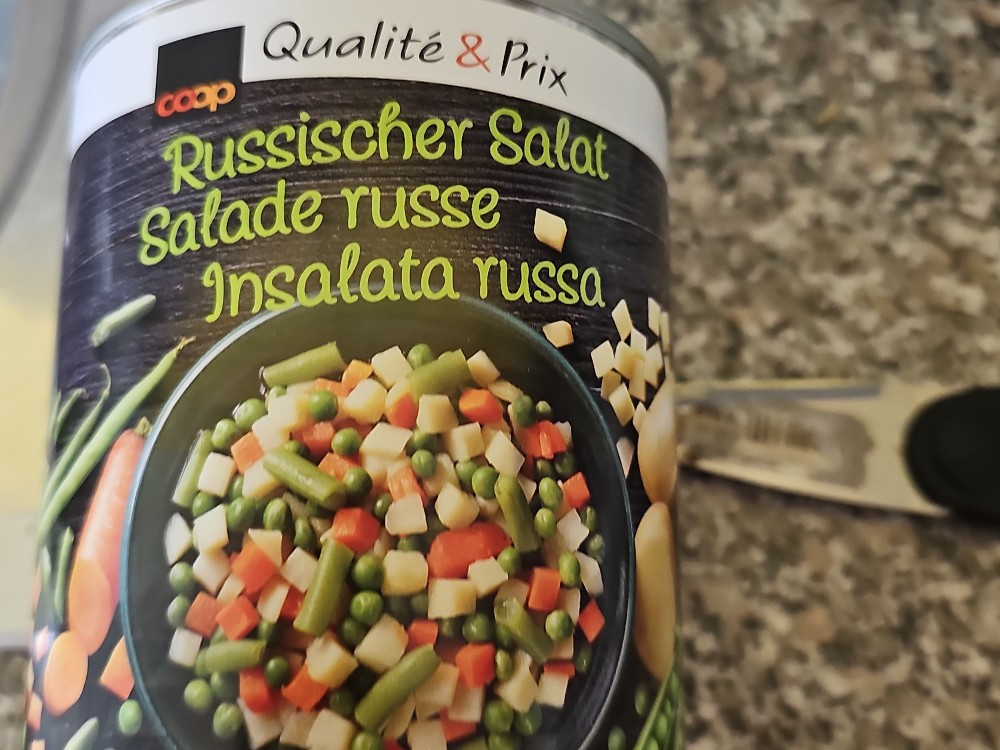 Qualité & Prix
coop
Russischer Salat
Salade russe
Insalata russa